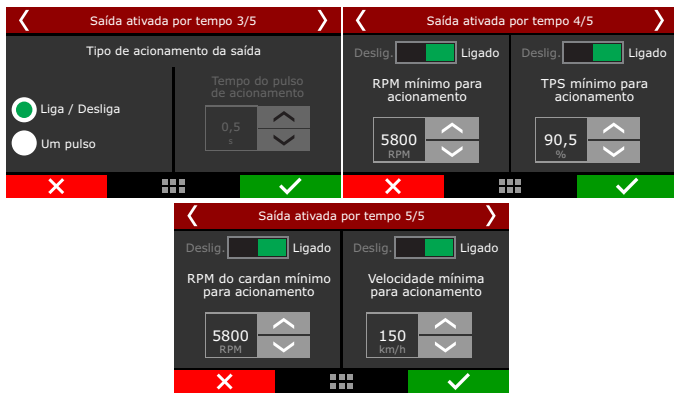 Saída ativada por tempo 3/5
Tipo de acionamento da saída
Liga / Desliga
Um pulso
Tempo do pulso
de acionamento
0,5
s
Saída ativada por tempo 4/5
Deslig.
Ligado
RPM mínimo para
acionamento
5800
RPM
Deslig.
Ligado
TPS mínimo para
acionamento
90,5
%
Saída ativada por tempo 5/5
Deslig.
Ligado
RPM do cardan mínimo
para acionamento
5800
RPM
Deslig.
Ligado
Velocidade mínima
para acionamento
150
km/h